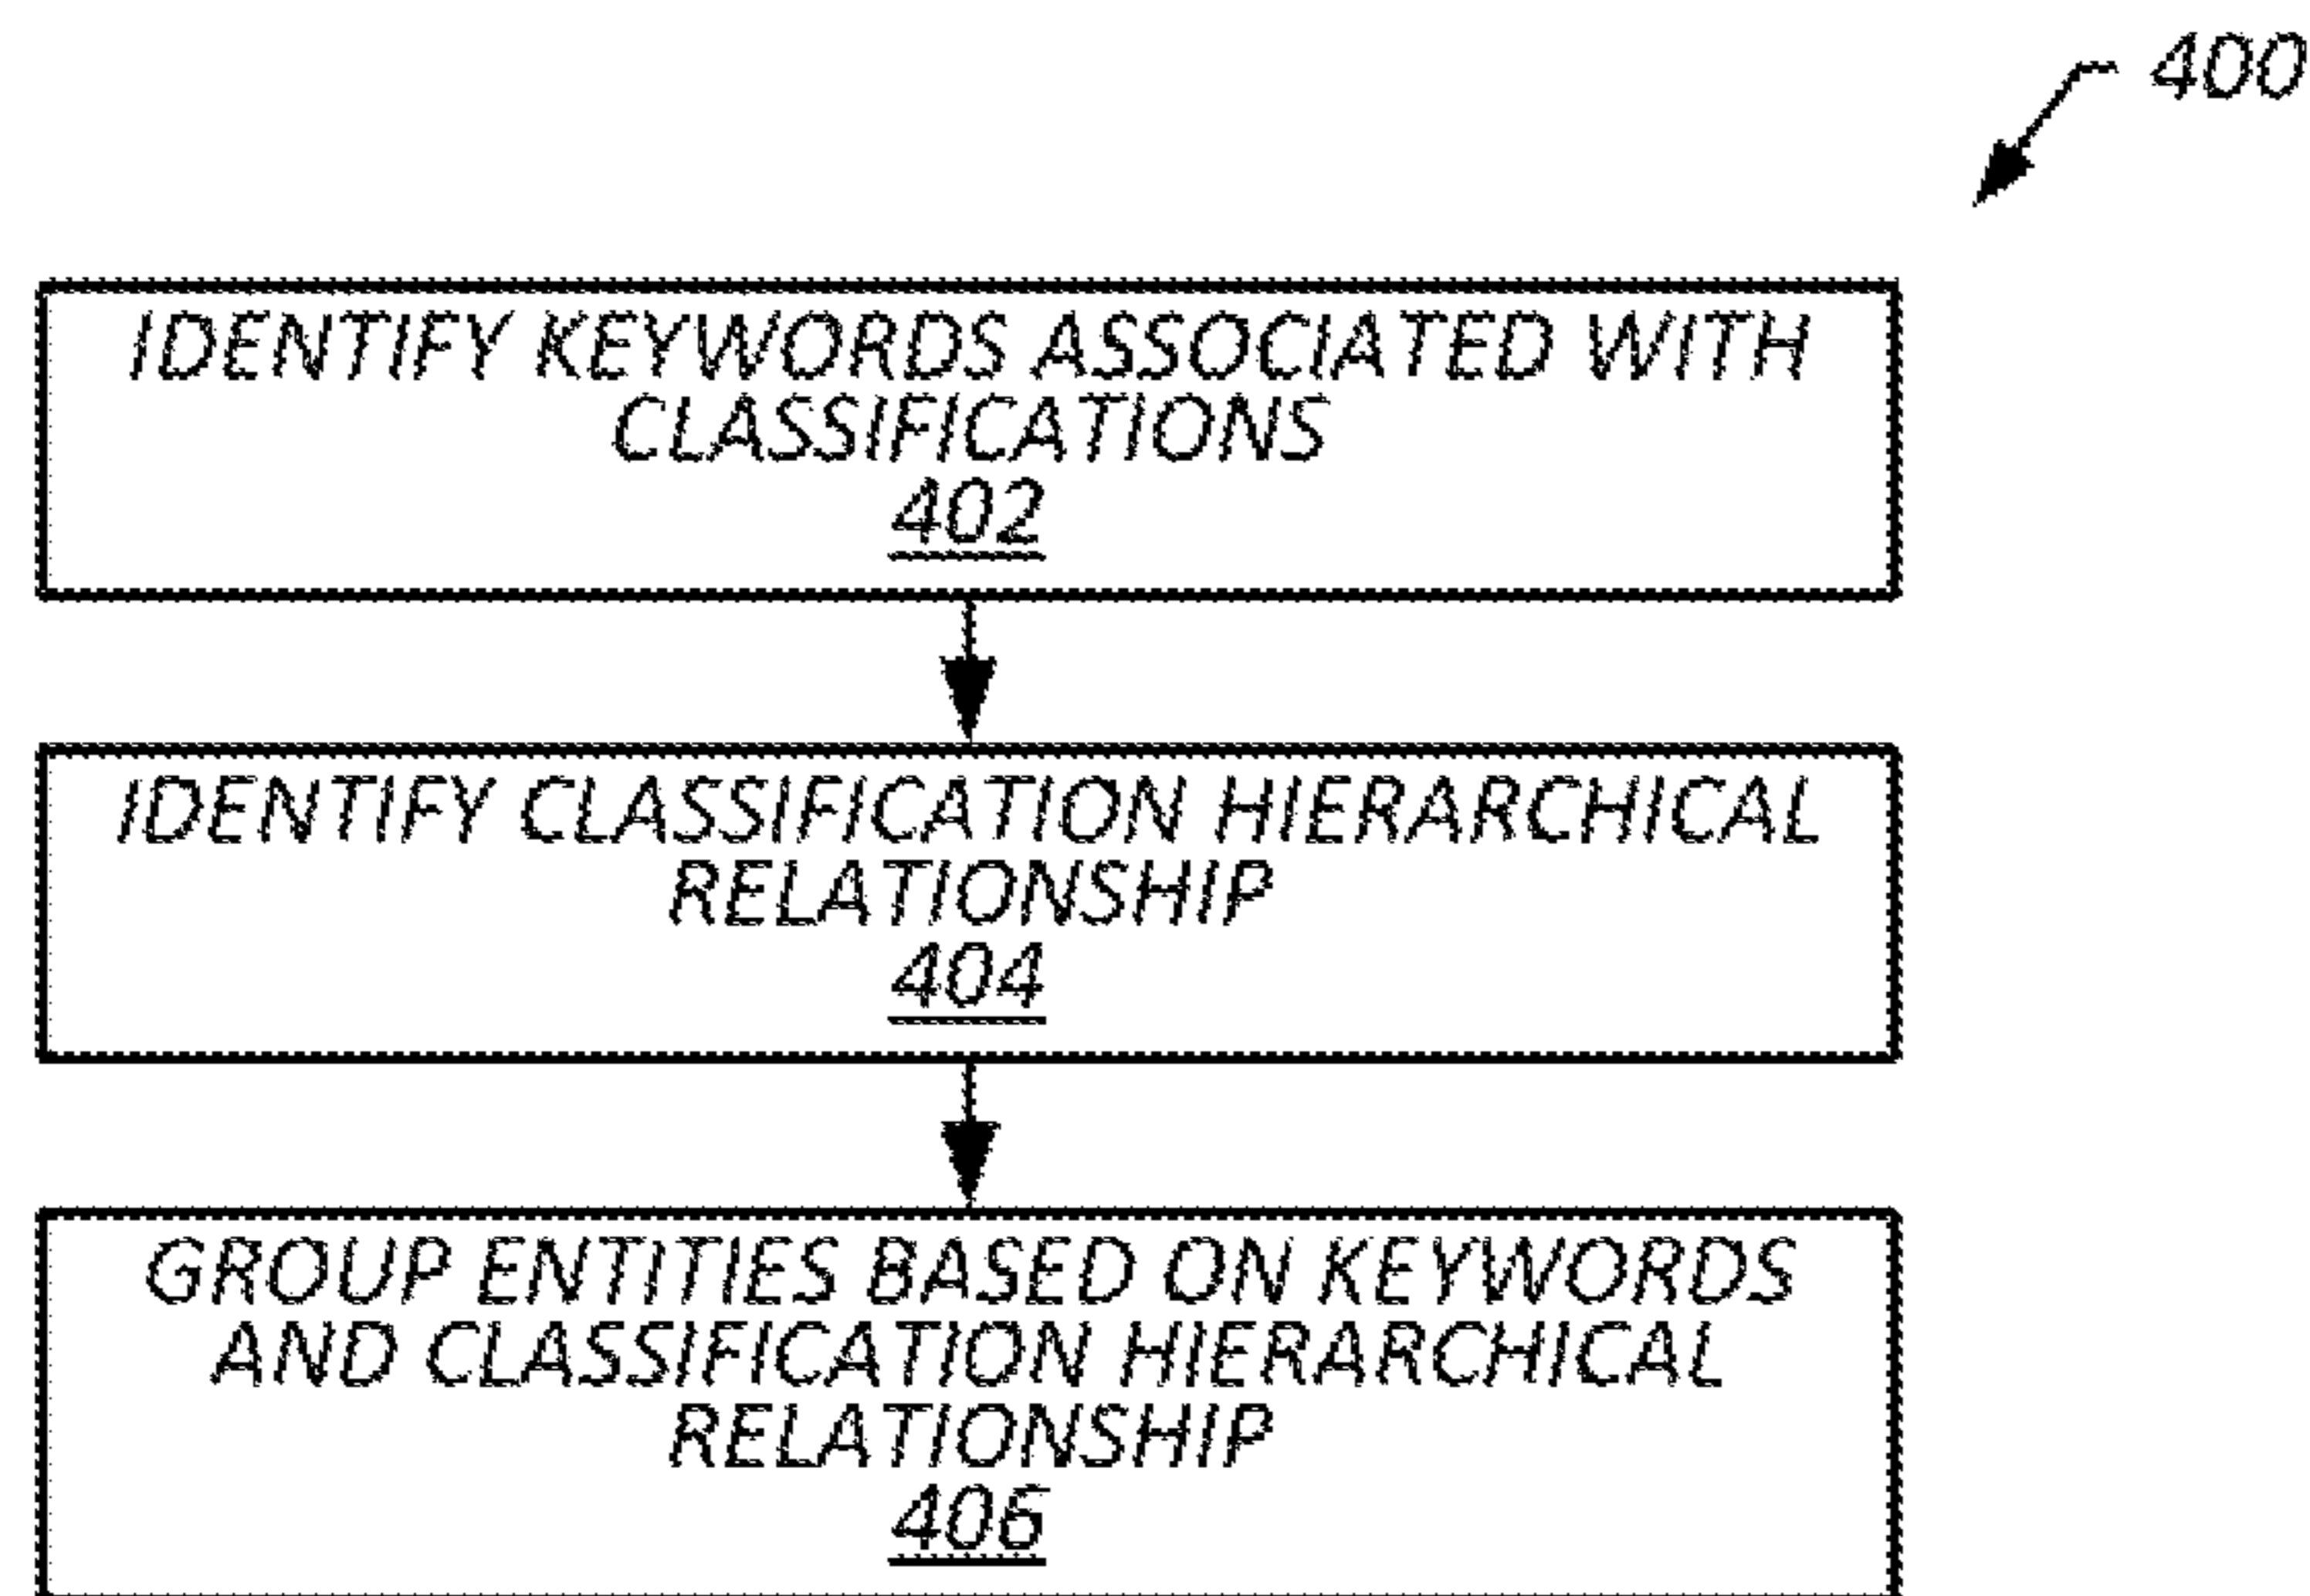 400
IDENTIFY KEYWORDS ASSOCIATED WITH
CLASSIFICATIONS
402
IDENTIFY CLASSIFICATION HIERARCHICAL
RELATIONSHIP
404
GROUP ENTITIES BASED ON KEYWORDS
AND CLASSIFICATION HIERARCHICAL
RELATIONSHIP
406